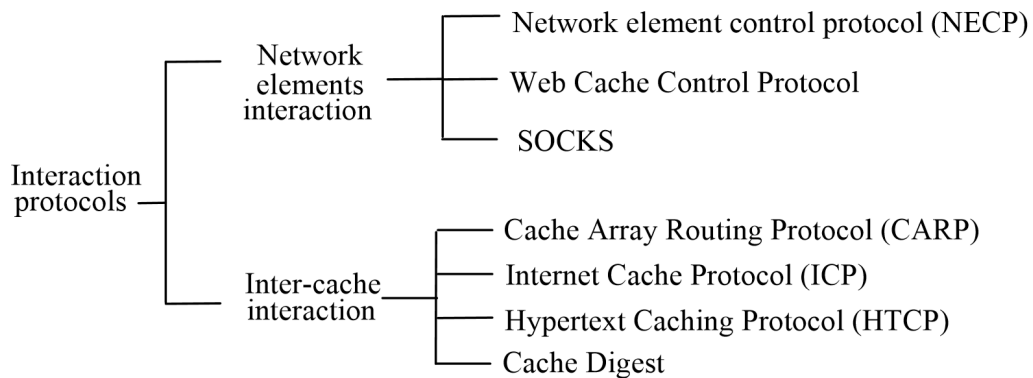 Interaction
protocols
Network
elements
interaction
Network element control protocol (NECP)
Web Cache Control Protocol
SOCKS
Inter-cache
interaction
Cache Array Routing Protocol (CARP)
Internet Cache Protocol (ICP)
Hypertext Caching Protocol (HTCP)
Cache Digest